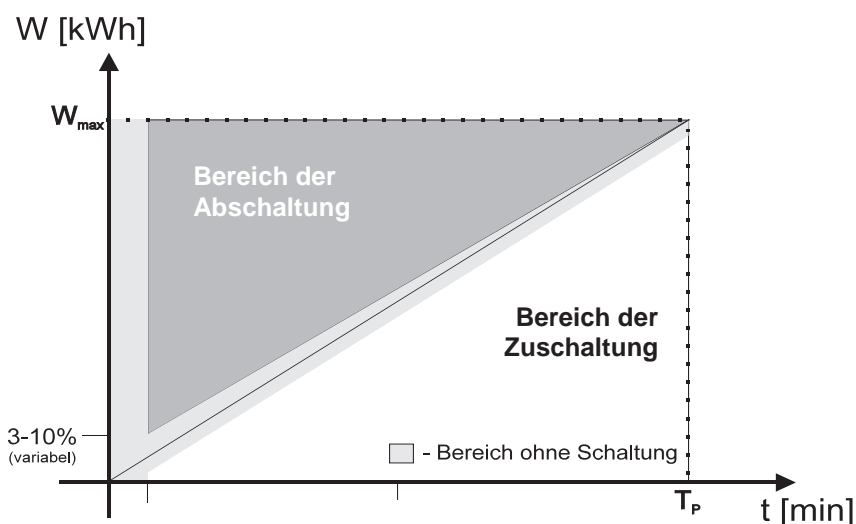 W [kWh]
Wmax
Bereich der
Abschaltung
Bereich der
Zuschaltung
3-10%
(variabel)
- Bereich ohne Schaltung
TP
t [min]